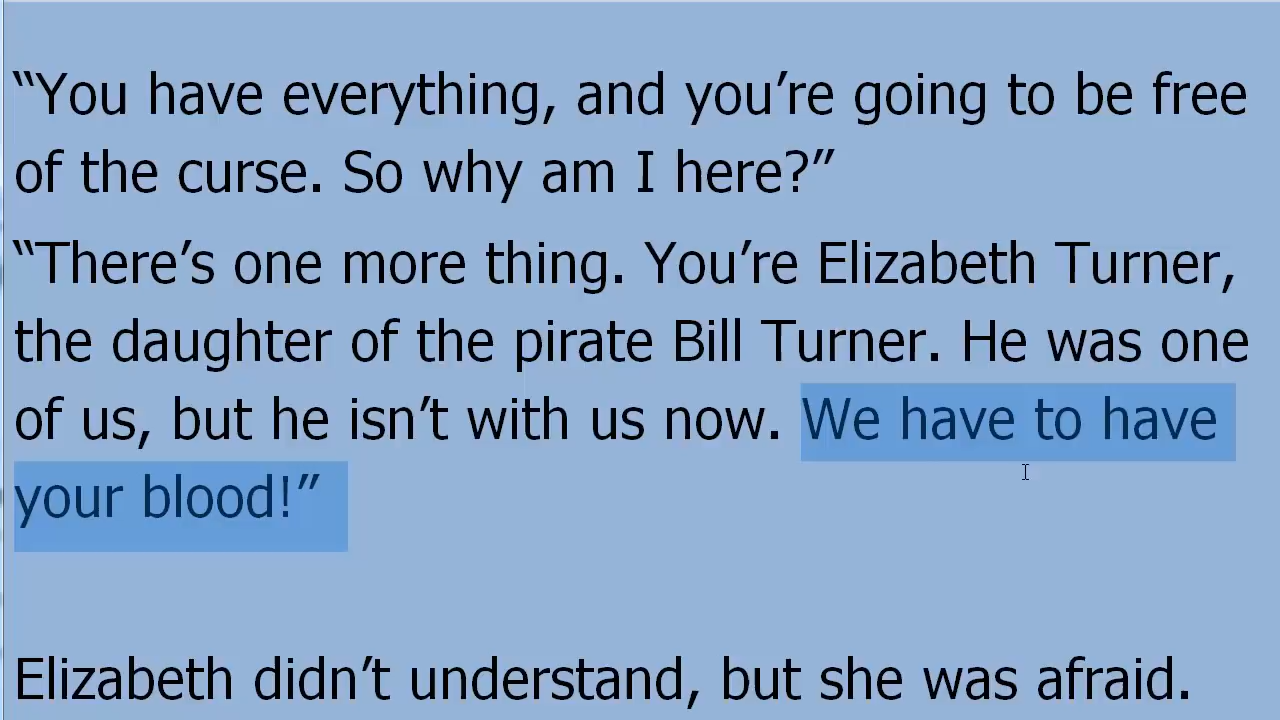 “You have everything, and you’re going to be free
of the curse. So why am I here?”
“There’s one more thing. You’re Elizabeth Turner,
the daughter of the pirate Bill Turner. He was one
of us, but he isn’t with us now. We have to have
your blood!”
Elizabeth didn’t understand, but she was afraid.